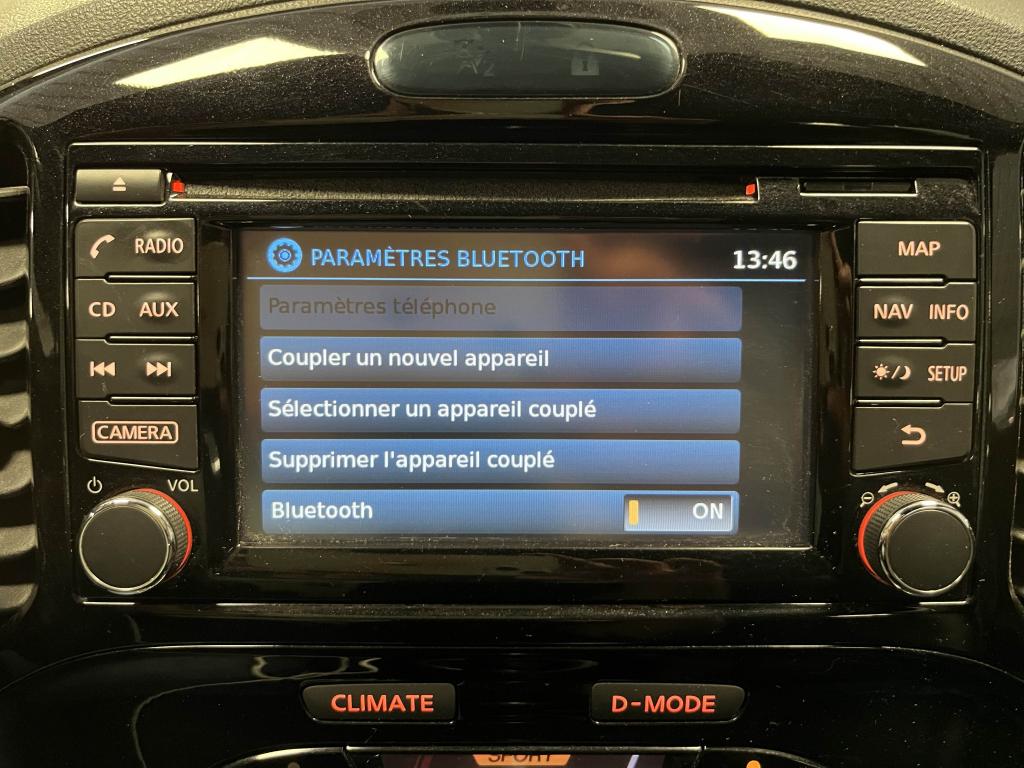 RADIO
CD AUX
CAMERA
VOL
PARAMÈTRES BLUETOOTH 13:46
Paramètres téléphone
Coupler un nouvel appareil
Sélectionner un appareil couplé
Supprimer l'appareil couplé
Bluetooth ON
MAP
NAV INFO
SETUP
CLIMATE D-MODE
SPORT